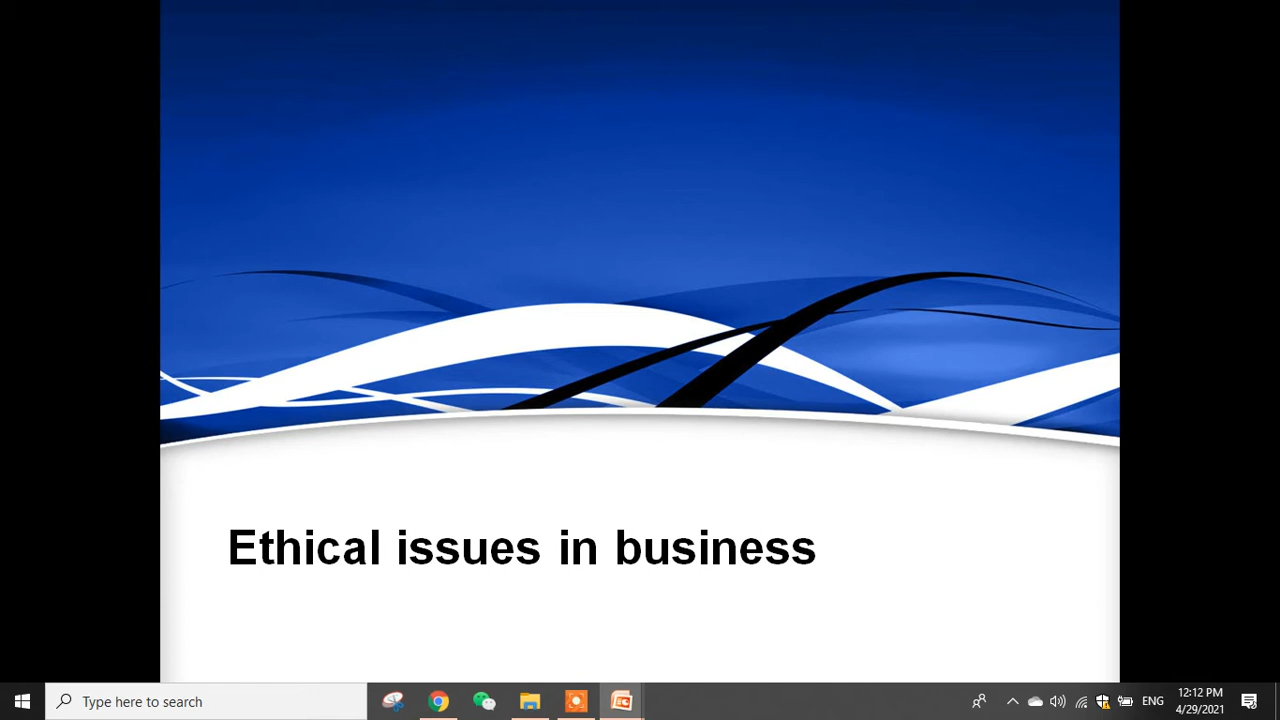 Ethical issues in business
Type here to search
ENG
12:12 PM
4/29/2021